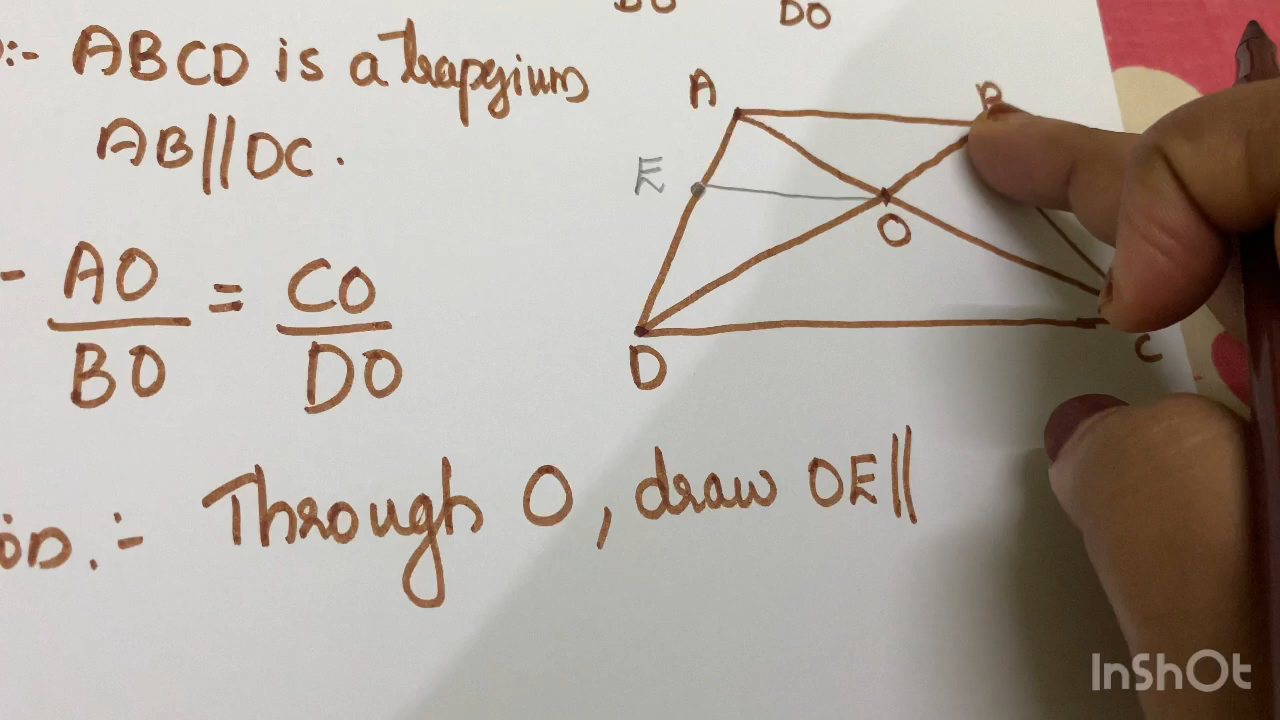 BO DO
:- ABCD is a trapezium
AB||DC.
- AO/BO = CO/DO
A
B
E
O
D
C
:- Through O, draw OE||
InShOt